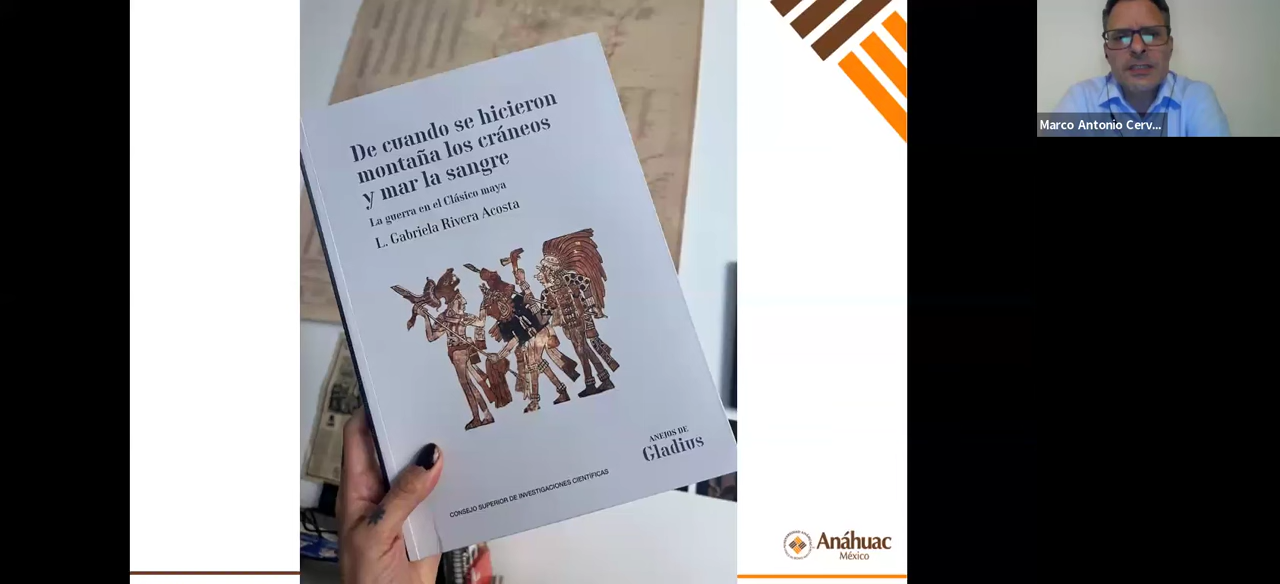 De cuando se hicieron
montaña los cráneos
y mar la sangre
La guerra en el Clásico maya
L. Gabriela Rivera Acosta
ANEJOS DE
Gladius
CONSEJO SUPERIOR DE INVESTIGACIONES CIENTÍFICAS
Marco Antonio Cerv...
Anáhuac
México